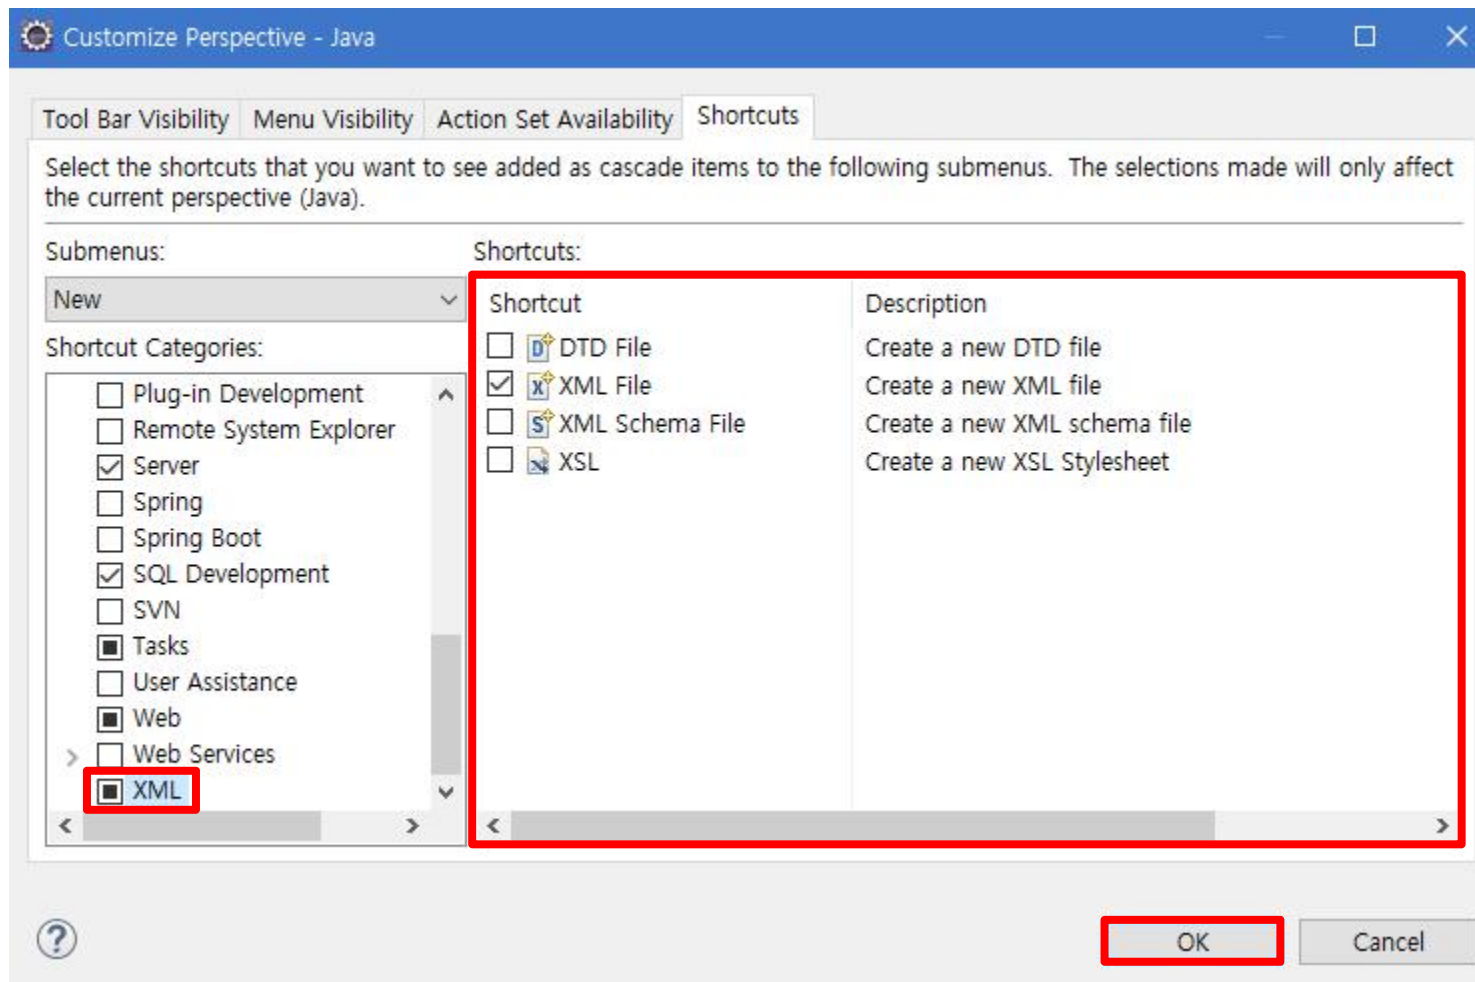 Customize Perspective - Java
Tool Bar Visibility
Menu Visibility
Action Set Availability
Shortcuts
Select the shortcuts that you want to see added as cascade items to the following submenus.  The selections made will only affect
the current perspective (Java).
Submenus:
New
Shortcut Categories:
Plug-in Development
Remote System Explorer
Server
Spring
Spring Boot
SQL Development
SVN
Tasks
User Assistance
Web
Web Services
XML
Shortcuts:
Shortcut Description
DTD File Create a new DTD file
XML File Create a new XML file
XML Schema File Create a new XML schema file
XSL Create a new XSL Stylesheet
OK
Cancel